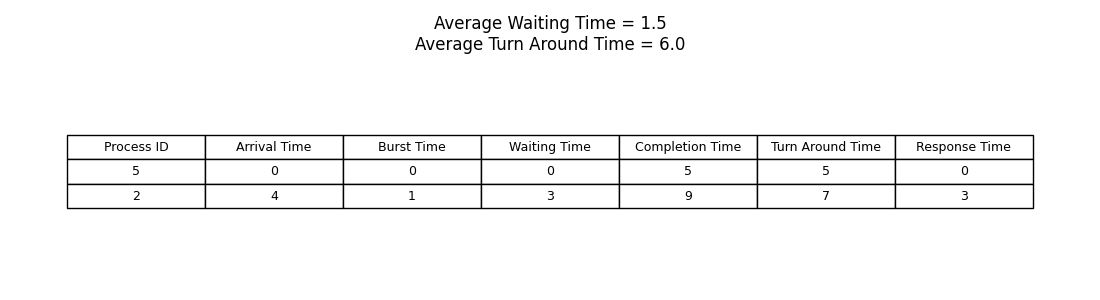 Average Waiting Time = 1.5
Average Turn Around Time = 6.0
Process ID Arrival Time Burst Time Waiting Time Completion Time Turn Around Time Response Time
5 0 0 0 5 5 0
2 4 1 3 9 7 3